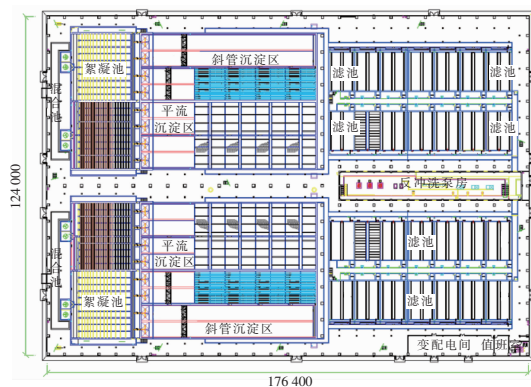 斜管沉淀区
絮凝池
混合池
平流
沉淀区
滤池
滤池
滤池
滤池
反冲洗泵房
124 000
混合池
平流
沉淀区
絮凝池
斜管沉淀区
滤池
滤池
变配电间
值班室
176 400